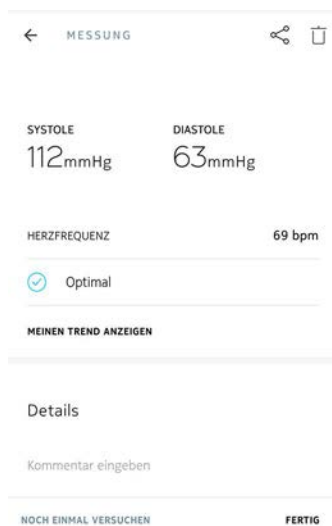 MESSUNG
SYSTOLE DIASTOLE
112mmHg 63mmHg
HERZFREQUENZ 69 bpm
Optimal
MEINEN TREND ANZEIGEN
Details
Kommentar eingeben
NOCH EINMAL VERSUCHEN FERTIG